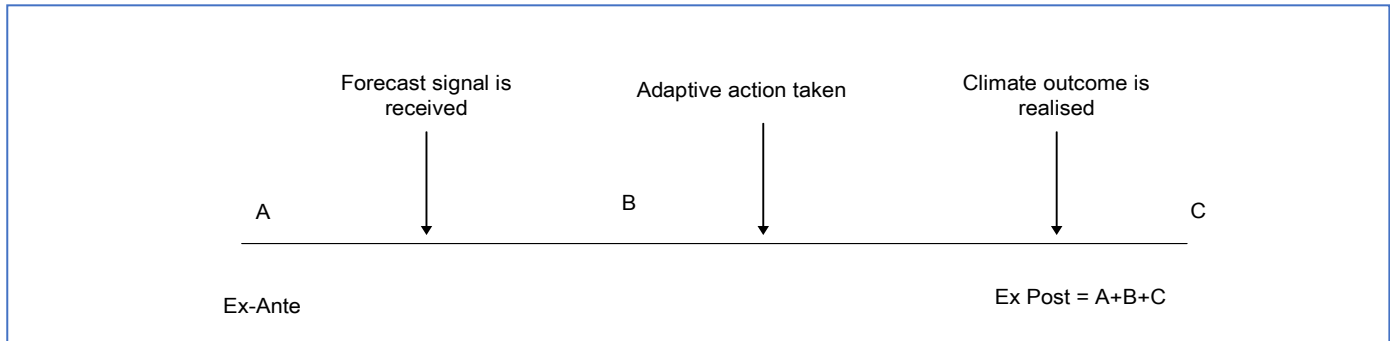 Forecast signal is
received
Adaptive action taken
Climate outcome is
realised
A
B
C
Ex-Ante
Ex Post = A+B+C